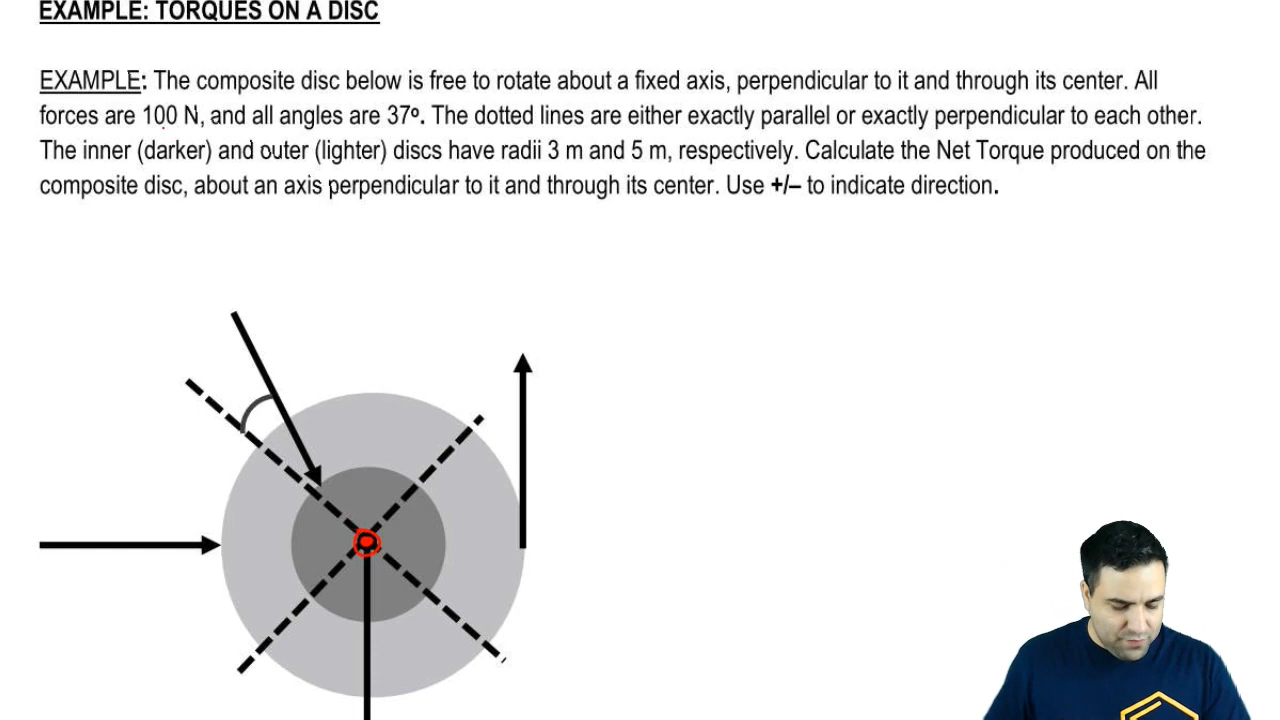 EXAMPLE: TORQUES ON A DISC
EXAMPLE: The composite disc below is free to rotate about a fixed axis, perpendicular to it and through its center. All
forces are 100 N, and all angles are 37º. The dotted lines are either exactly parallel or exactly perpendicular to each other.
The inner (darker) and outer (lighter) discs have radii 3 m and 5 m, respectively. Calculate the Net Torque produced on the
composite disc, about an axis perpendicular to it and through its center. Use +/– to indicate direction.